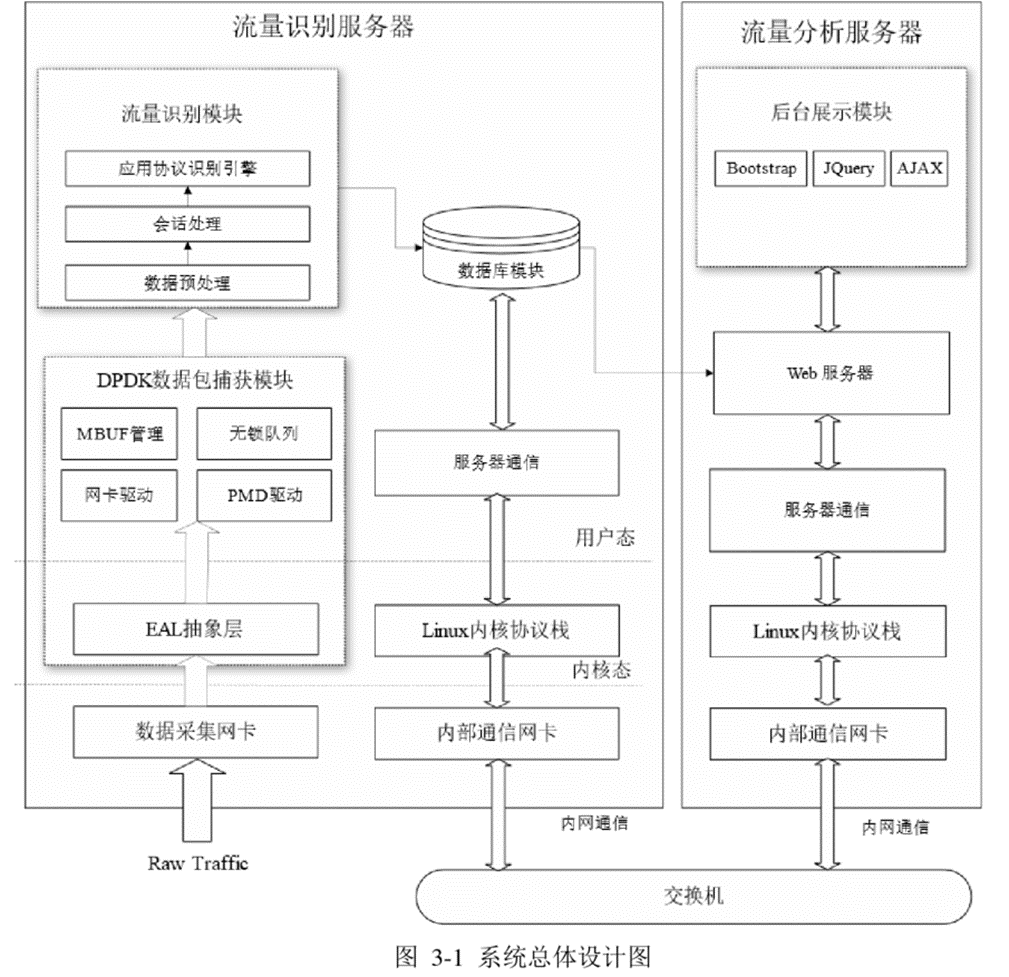 流量识别服务器
流量识别模块
应用协议识别引擎
会话处理
数据预处理
DPDK数据包捕获模块
MBUF管理
无锁队列
网卡驱动
PMD驱动
EAL抽象层
数据采集网卡
Raw Traffic
数据库模块
服务器通信
用户态
Linux内核协议栈
内核态
内部通信网卡
内网通信
流量分析服务器
后台展示模块
Bootstrap
JQuery
AJAX
Web 服务器
服务器通信
Linux内核协议栈
内部通信网卡
内网通信
交换机
图 3-1 系统总体设计图